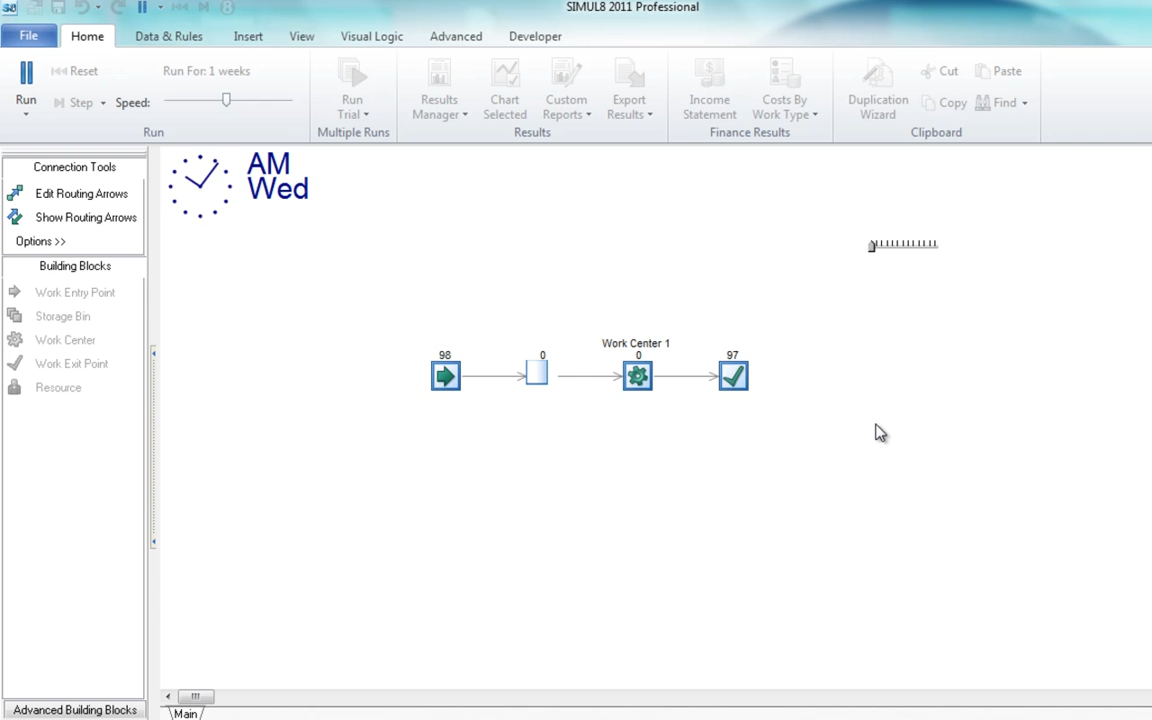 S8
SIMUL8 2011 Professional
File Home Data & Rules Insert View Visual Logic Advanced Developer
Run
Reset
Step
Run For: 1 weeks
Speed:
Run
Run Trial
Multiple Runs
Results Manager
Chart Selected
Custom Reports
Export Results
Results
Income Statement
Costs By Work Type
Finance Results
Duplication Wizard
Cut
Copy
Paste
Find
Clipboard
Connection Tools
Edit Routing Arrows
Show Routing Arrows
Options >>
Building Blocks
Work Entry Point
Storage Bin
Work Center
Work Exit Point
Resource
Advanced Building Blocks
AM
Wed
Work Center 1
98 0 0 97
Main